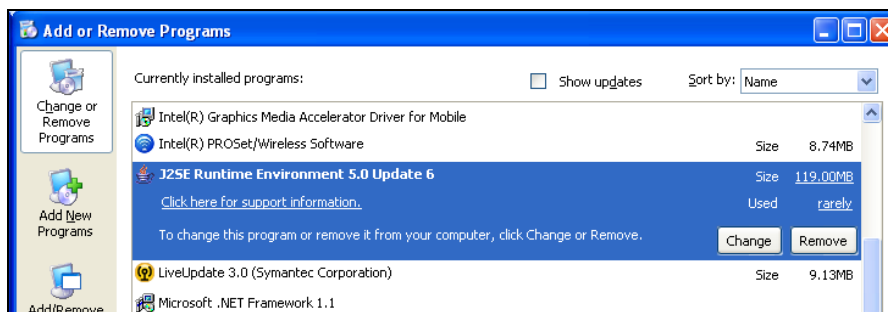 Add or Remove Programs
Change or
Remove
Programs
Add New
Programs
Add/Remove
Currently installed programs:
Show updates
Sort by: Name
Intel(R) Graphics Media Accelerator Driver for Mobile
Intel(R) PROSet/Wireless Software Size 8.74MB
J2SE Runtime Environment 5.0 Update 6 Size 119.00MB
Click here for support information. Used rarely
To change this program or remove it from your computer, click Change or Remove. Change Remove
LiveUpdate 3.0 (Symantec Corporation) Size 9.13MB
Microsoft .NET Framework 1.1